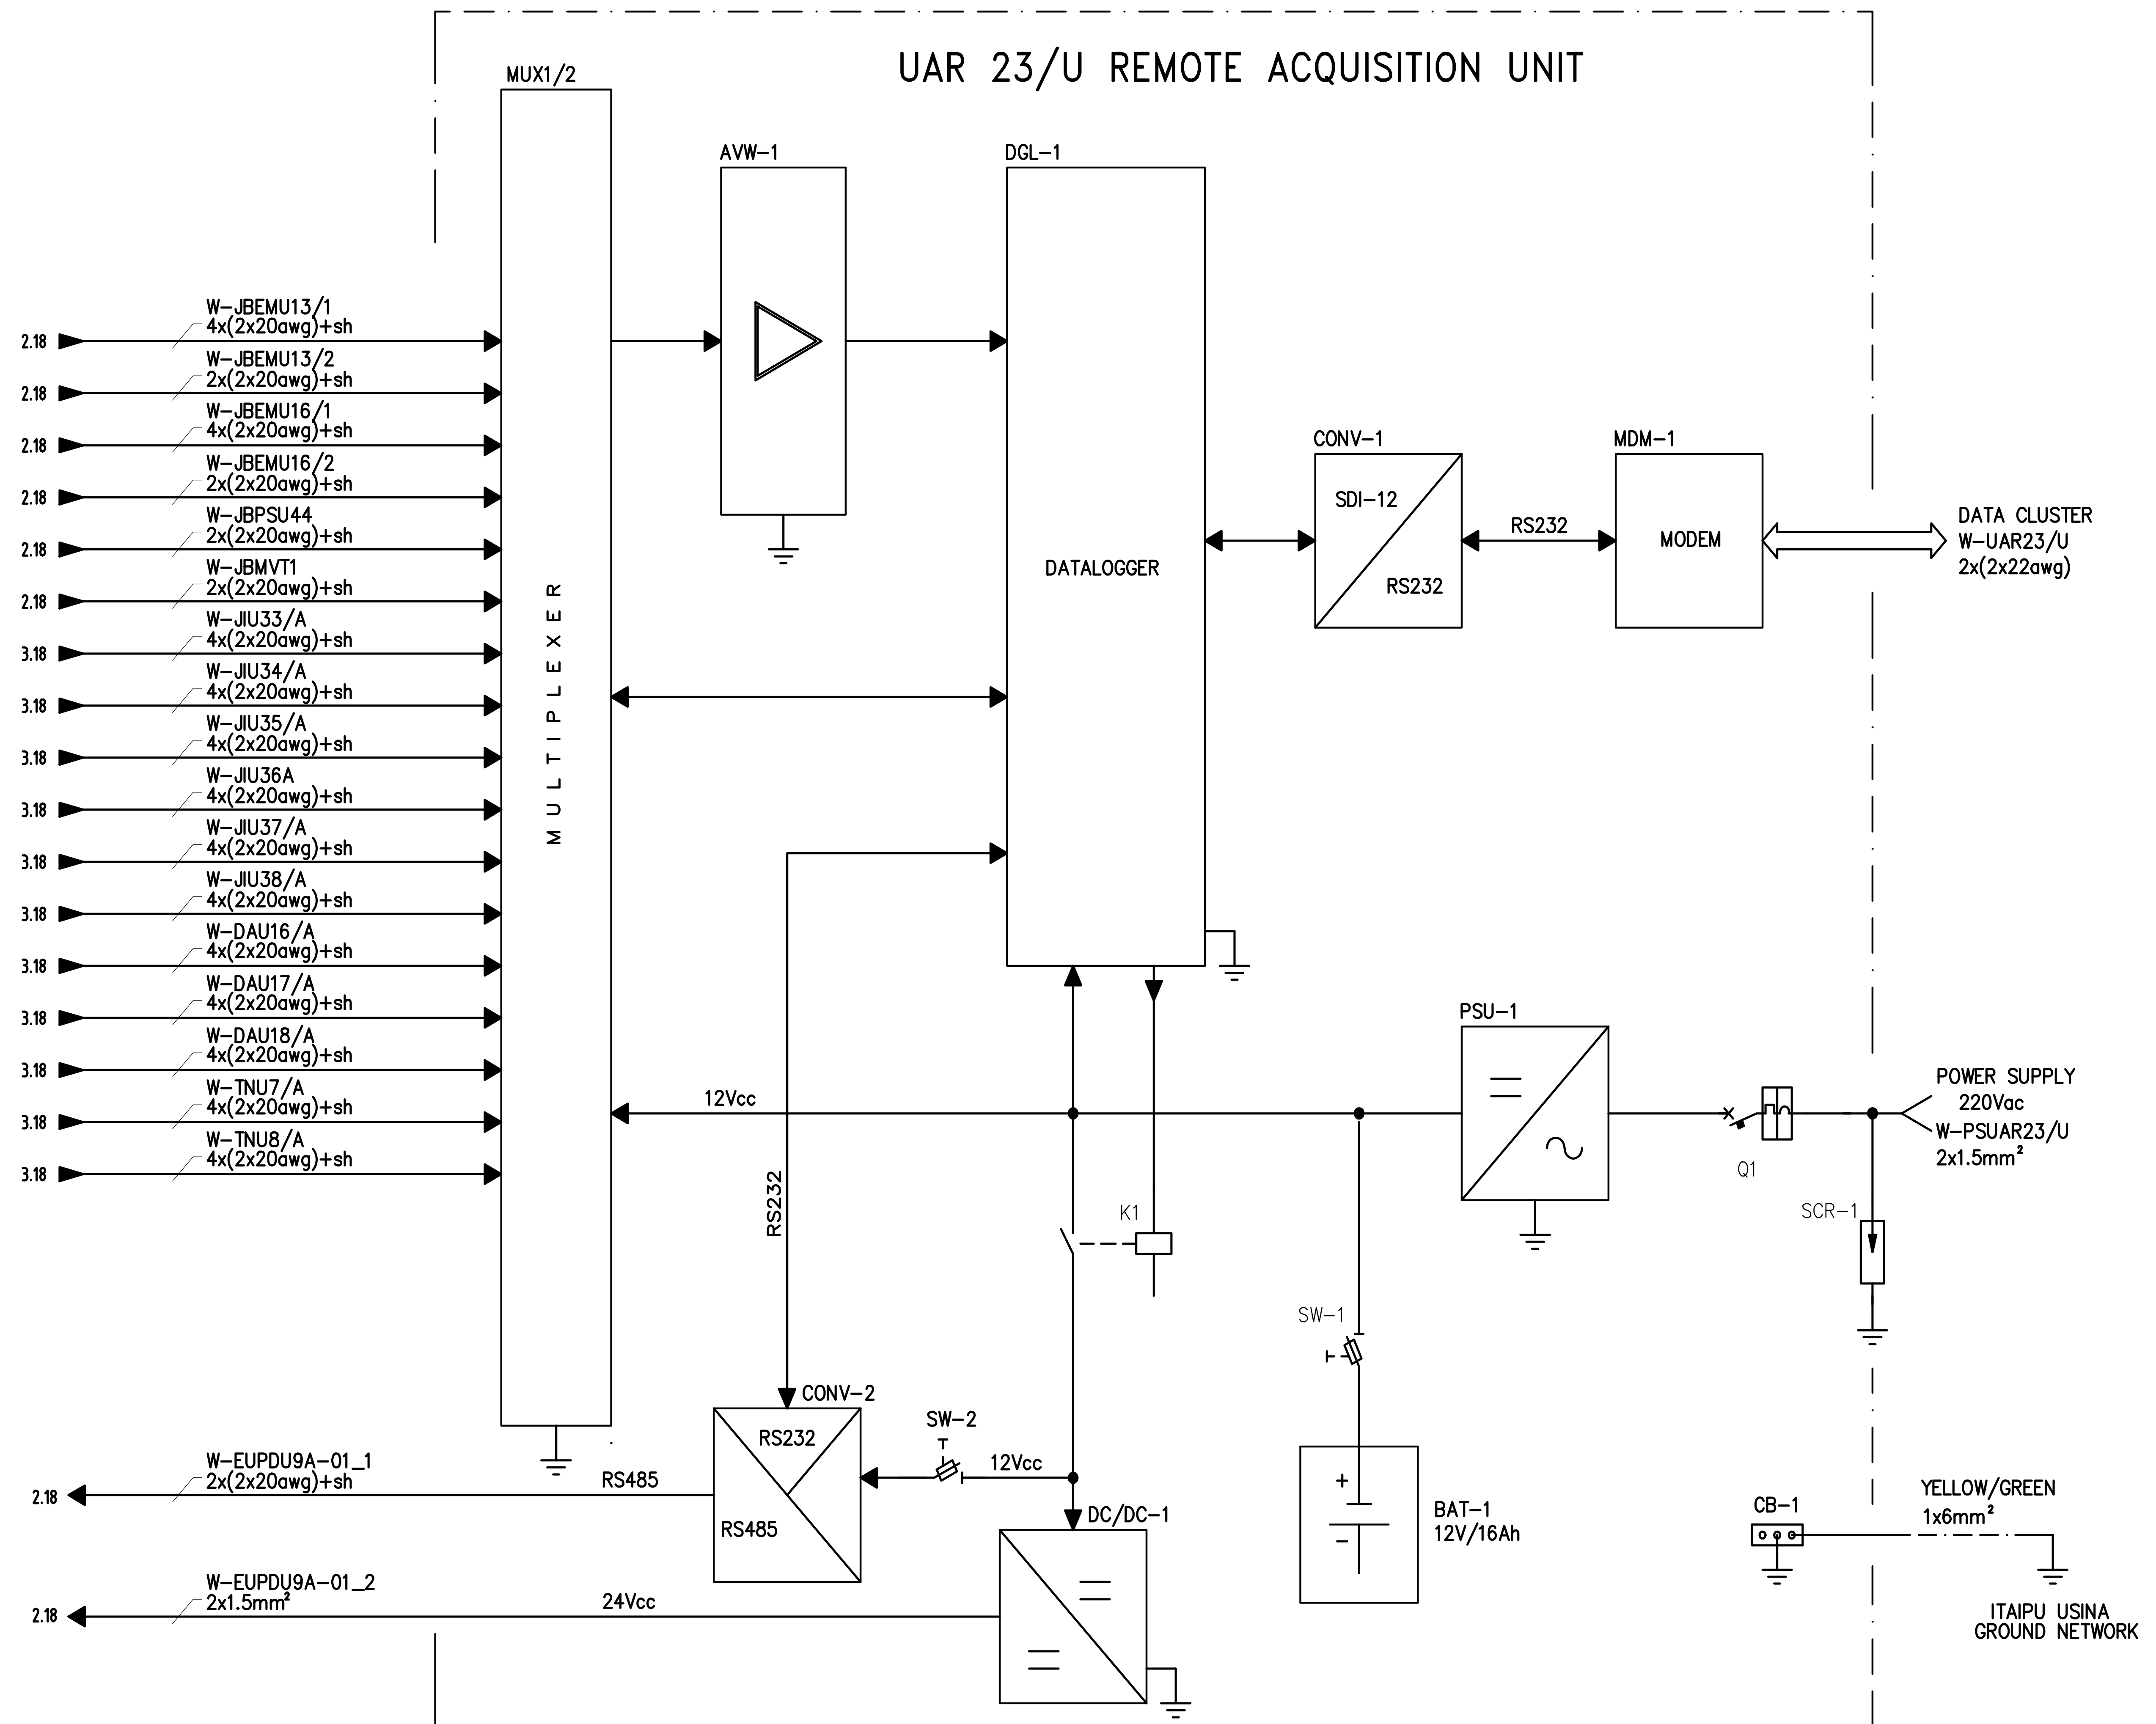 UAR 23/U REMOTE ACQUISITION UNIT
MUX1/2
AVW-1
DGL-1
W-JBEMU13/1
4x(2x20awg)+sh
2.18
W-JBEMU13/2
2x(2x20awg)+sh
2.18
W-JBEMU16/1
4x(2x20awg)+sh
2.18
W-JBEMU16/2
2x(2x20awg)+sh
2.18
W-JBPSU44
2x(2x20awg)+sh
2.18
W-JBMVT1
2x(2x20awg)+sh
2.18
W-JIU33/A
4x(2x20awg)+sh
3.18
W-JIU34/A
4x(2x20awg)+sh
3.18
W-JIU35/A
4x(2x20awg)+sh
3.18
W-JIU36A
4x(2x20awg)+sh
3.18
W-JIU37/A
4x(2x20awg)+sh
3.18
W-JIU38/A
4x(2x20awg)+sh
3.18
W-DAU16/A
4x(2x20awg)+sh
3.18
W-DAU17/A
4x(2x20awg)+sh
3.18
W-DAU18/A
4x(2x20awg)+sh
3.18
W-TNU7/A
4x(2x20awg)+sh
3.18
W-TNU8/A
4x(2x20awg)+sh
3.18
MULTIPLEXER
DATALOGGER
CONV-1
SDI-12
RS232
RS232
MDM-1
MODEM
DATA CLUSTER
W-UAR23/U
2x(2x22awg)
PSU-1
12Vcc
POWER SUPPLY
220Vac
W-PSUAR23/U
2x1.5mm²
Q1
SCR-1
RS232
K1
SW-1
CONV-2
RS232
RS485
SW-2
12Vcc
W-EUPDU9A-01_1
2x(2x20awg)+sh
2.18
RS485
DC/DC-1
+
-
BAT-1
12V/16Ah
CB-1
YELLOW/GREEN
1x6mm²
W-EUPDU9A-01_2
2x1.5mm²
2.18
24Vcc
ITAIPU USINA
GROUND NETWORK